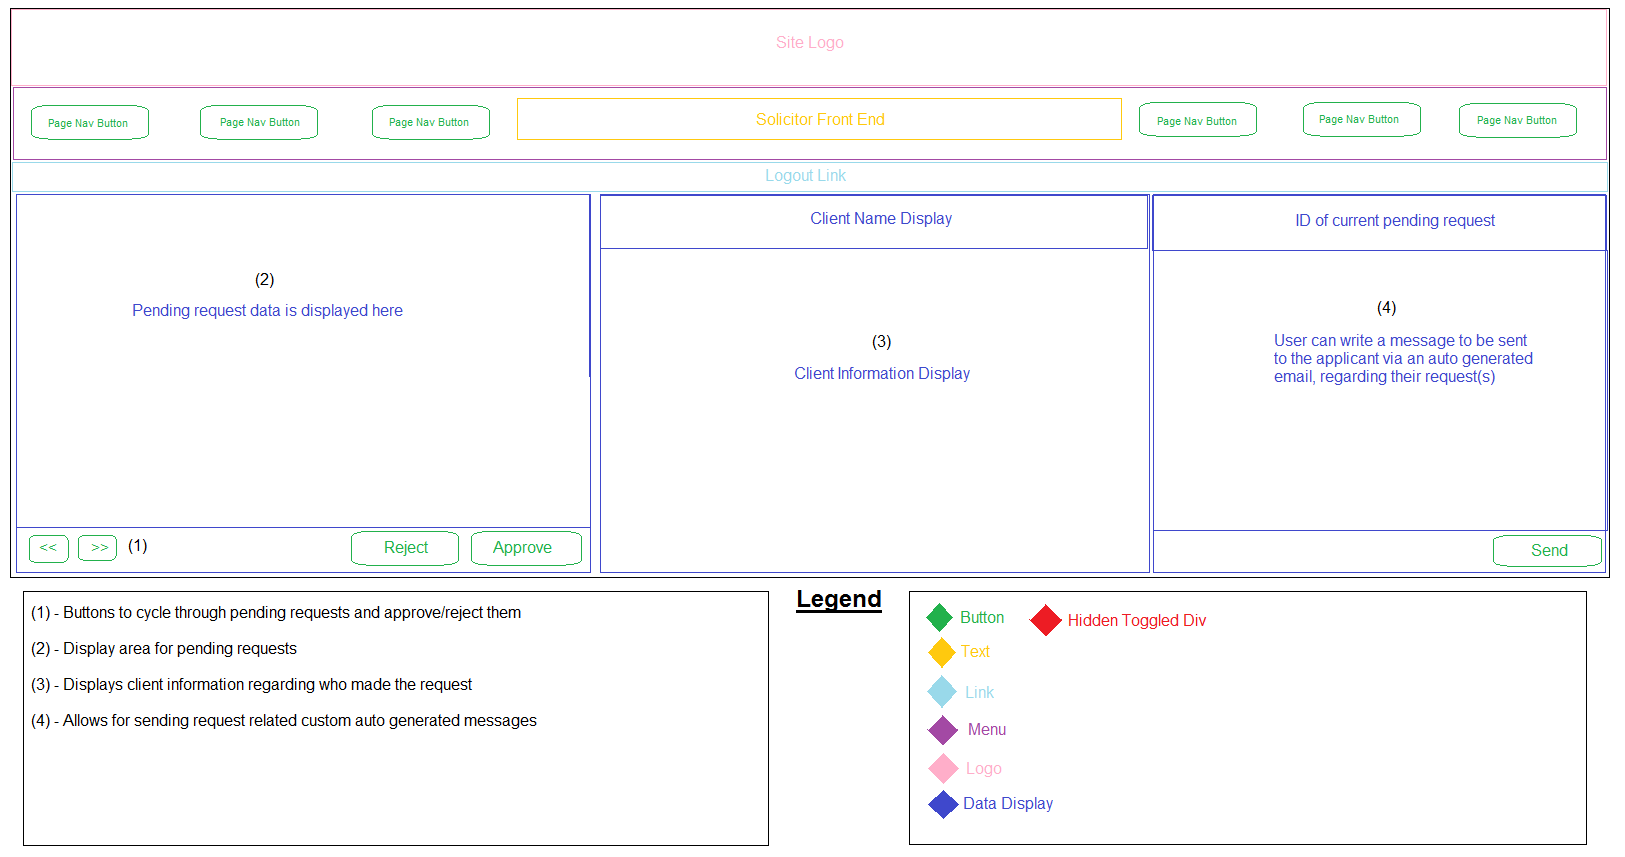 Site Logo
Page Nav Button
Page Nav Button
Page Nav Button
Solicitor Front End
Page Nav Button
Page Nav Button
Page Nav Button
Logout Link
(2)
Pending request data is displayed here
<< >> (1) Reject Approve
Client Name Display
(3)
Client Information Display
ID of current pending request
(4)
User can write a message to be sent
to the applicant via an auto generated
email, regarding their request(s)
Send
(1) - Buttons to cycle through pending requests and approve/reject them
(2) - Display area for pending requests
(3) - Displays client information regarding who made the request
(4) - Allows for sending request related custom auto generated messages
Legend
Button
Hidden Toggled Div
Text
Link
Menu
Logo
Data Display